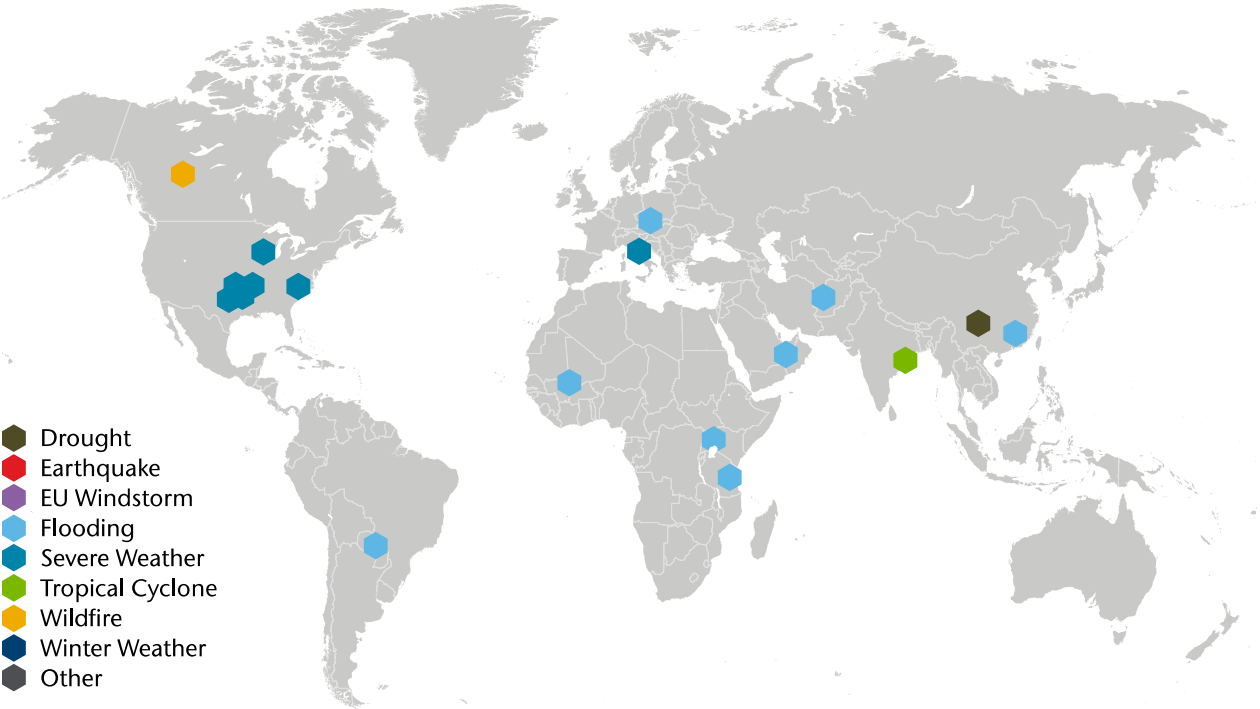 Drought
Earthquake
EU Windstorm
Flooding
Severe Weather
Tropical Cyclone
Wildfire
Winter Weather
Other